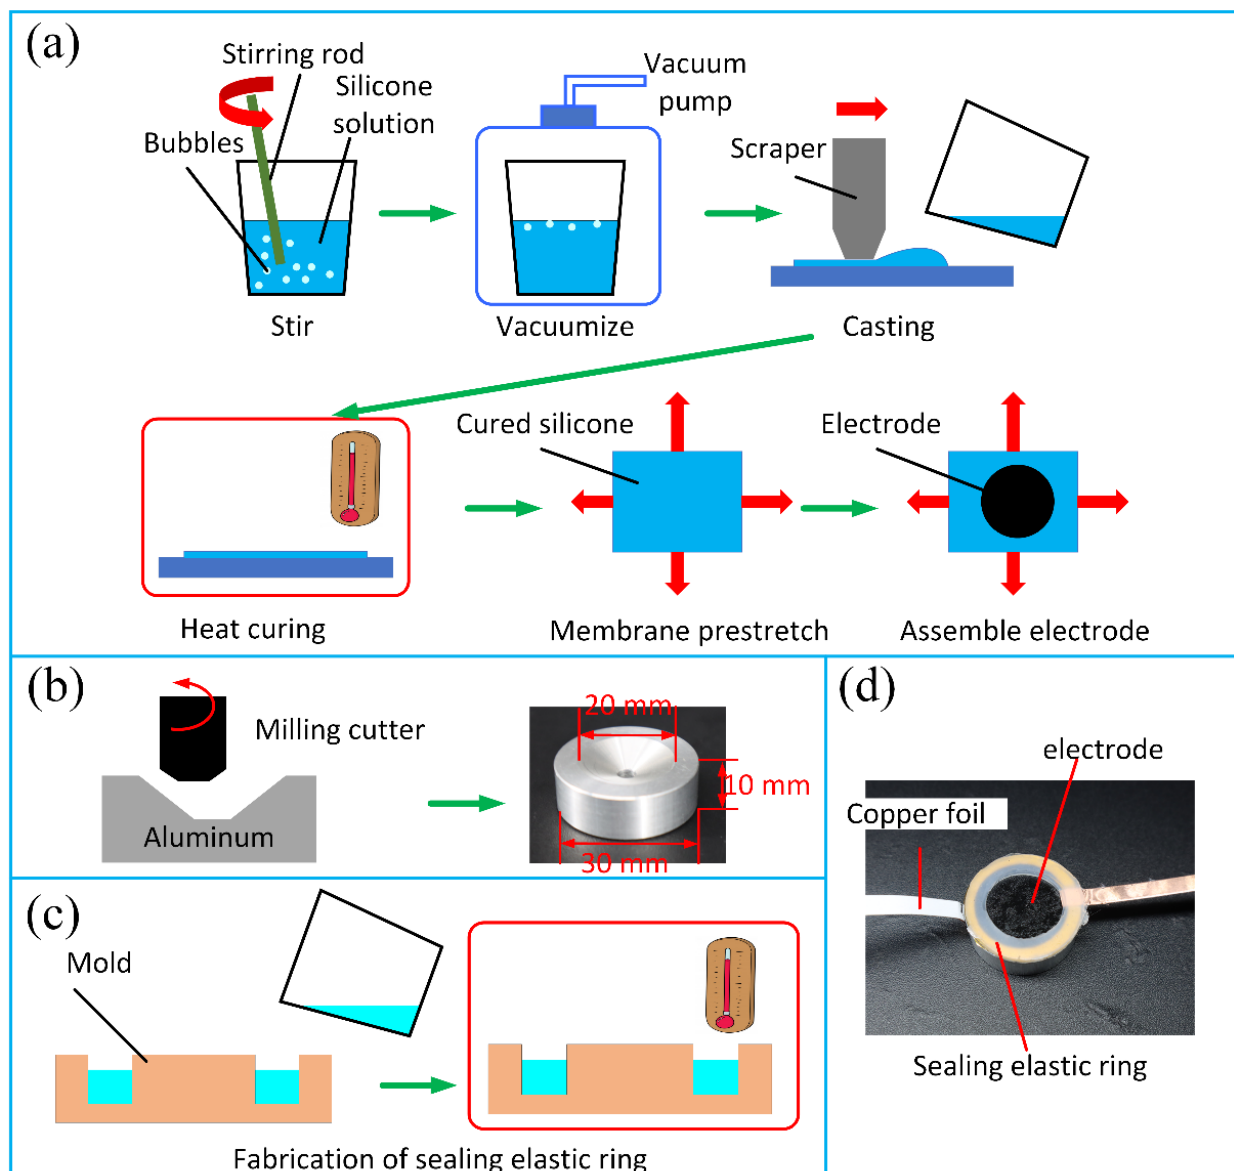 (a)
Stirring rod
Silicone
solution
Bubbles
Stir
Vacuum
pump
Vacuumize
Scraper
Casting
Heat curing
Cured silicone
Membrane prestretch
Electrode
Assemble electrode
(b)
Milling cutter
Aluminum
20 mm
10 mm
30 mm
(c)
Mold
Fabrication of sealing elastic ring
(d)
electrode
Copper foil
Sealing elastic ring